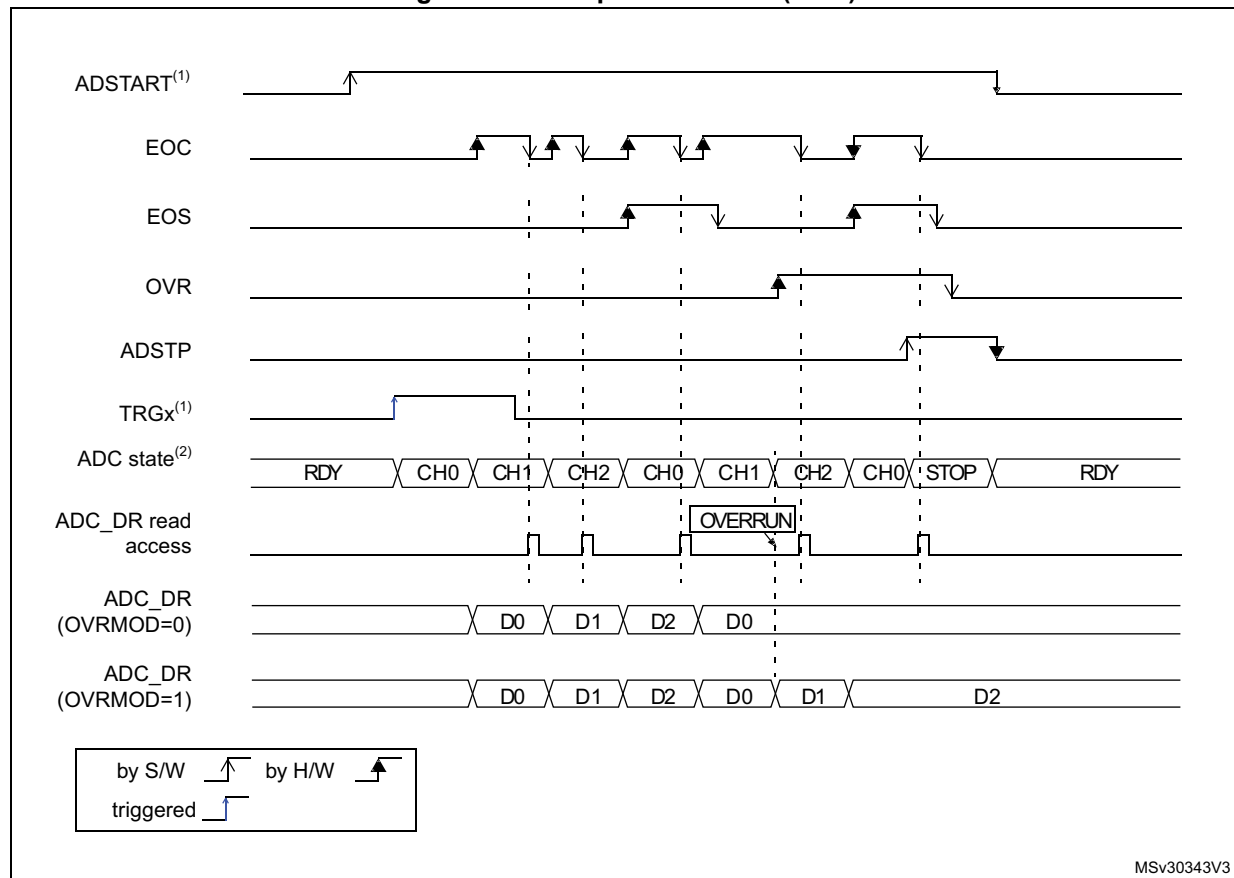 ADSTART(1)
EOC
EOS
OVR
ADSTP
TRGx(1)
ADC state(2)
RDY CH0 CH1 CH2 CH0 CH1 CH2 CH0 STOP RDY
ADC_DR read
access
OVERRUN
ADC_DR
(OVRMOD=0)
D0 D1 D2 D0
ADC_DR
(OVRMOD=1)
D0 D1 D2 D0 D1 D2
by S/W by H/W
triggered
MSv30343V3